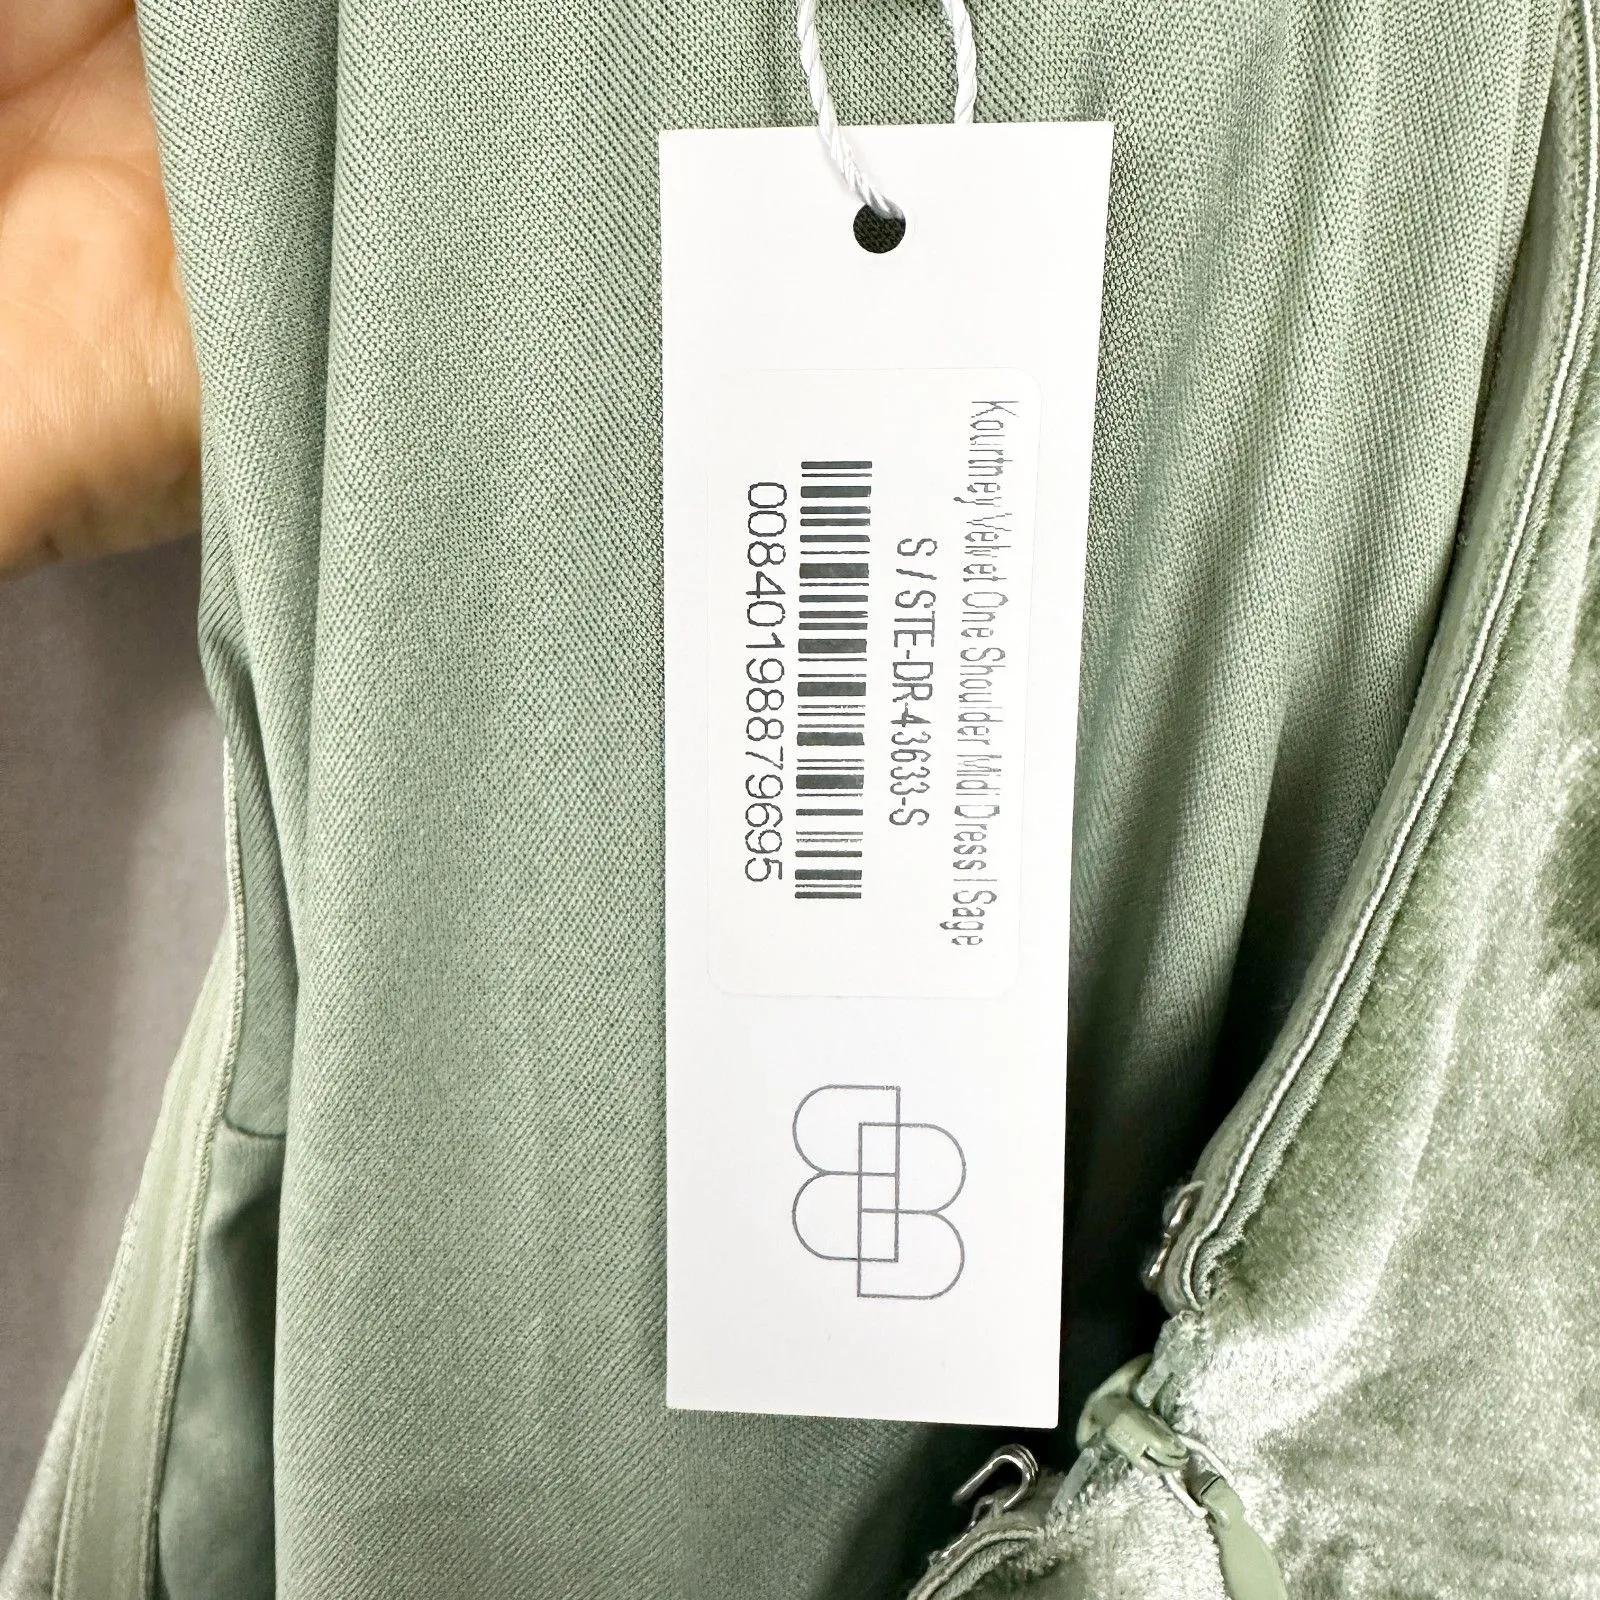 Kourtney Velvet One Shoulder Midi Dress | Sage
S / STE-DR-43633-S
00840198879695